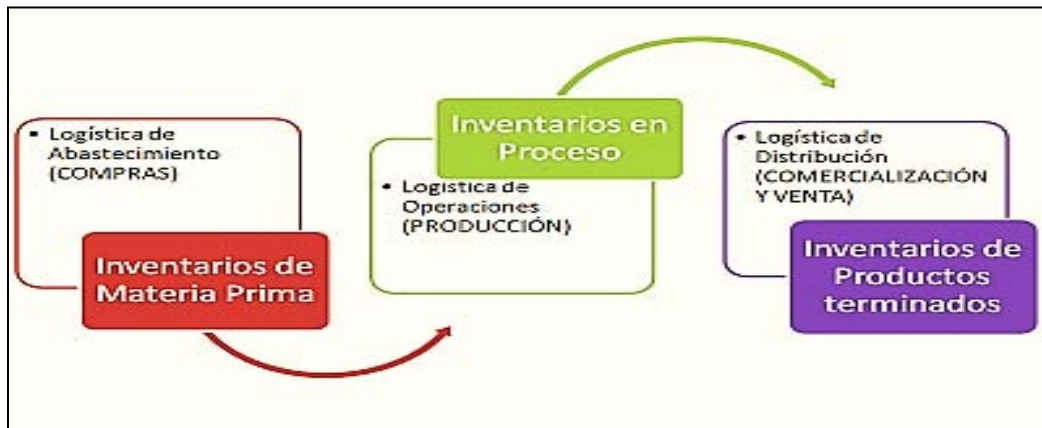 • Logística de
Abastecimiento
(COMPRAS)
Inventarios de
Materia Prima
Inventarios en
Proceso
• Logística de
Operaciones
(PRODUCCIÓN)
• Logística de
Distribución
(COMERCIALIZACIÓN
Y VENTA)
Inventarios de
Productos
terminados